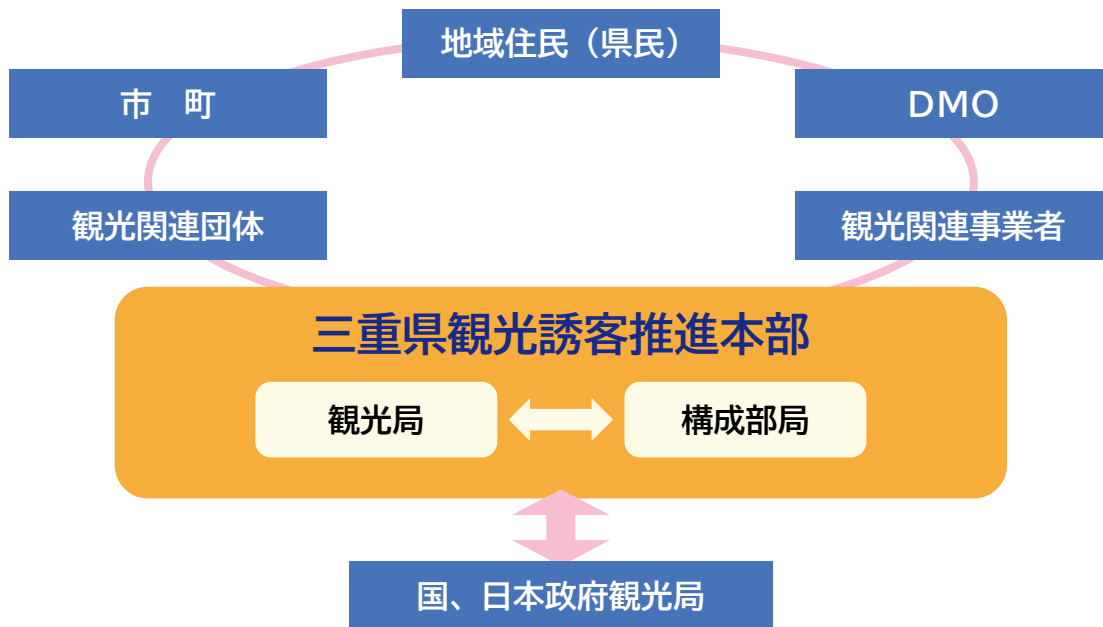 地域住民（県民）
市　町
DMO
観光関連団体
観光関連事業者
三重県観光誘客推進本部
観光局
構成部局
国、日本政府観光局